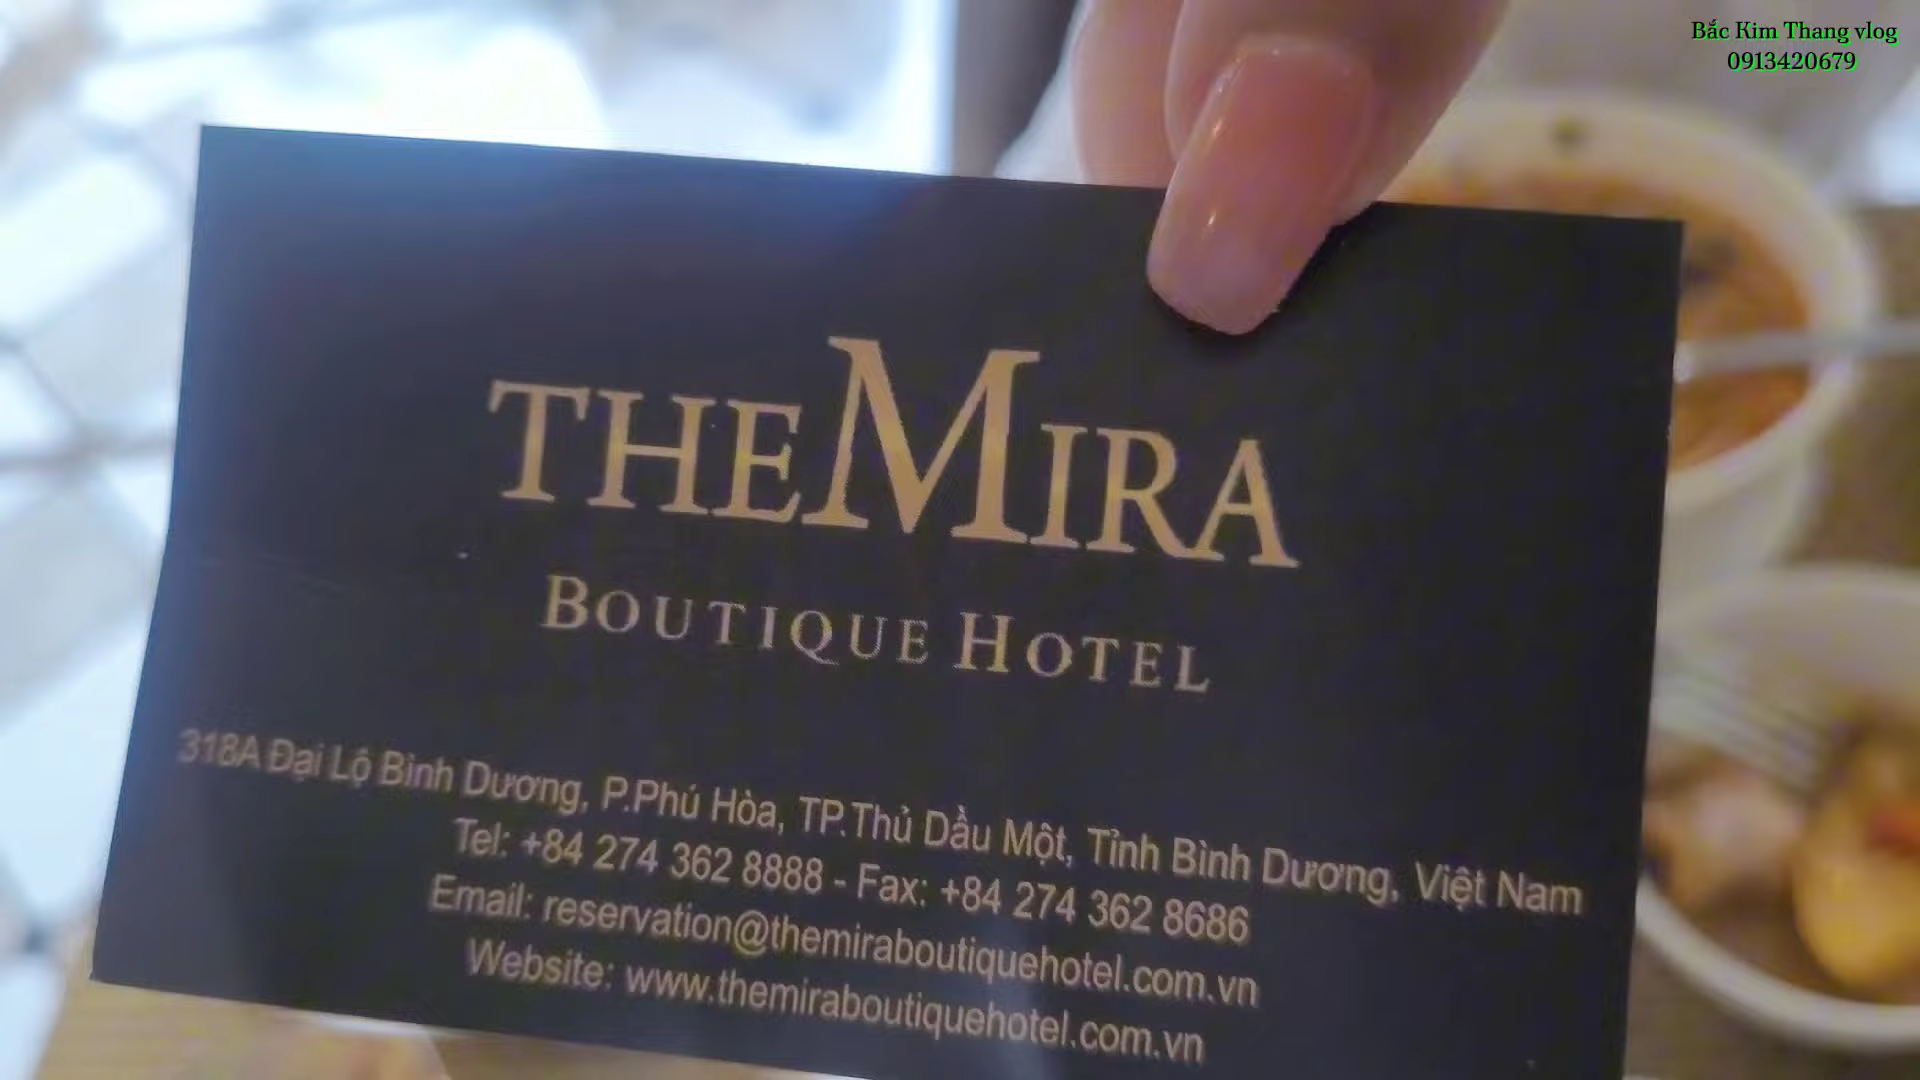 Bắc Kim Thang vlog
0913420679
THE MIRA
BOUTIQUE HOTEL
318A Đại Lộ Bình Dương, P.Phú Hòa, TP.Thủ Dầu Một, Tỉnh Bình Dương, Việt Nam
Tel: +84 274 362 8888 - Fax: +84 274 362 8686
Email: reservation@themiraboutiquehotel.com.vn
Website: www.themiraboutiquehotel.com.vn